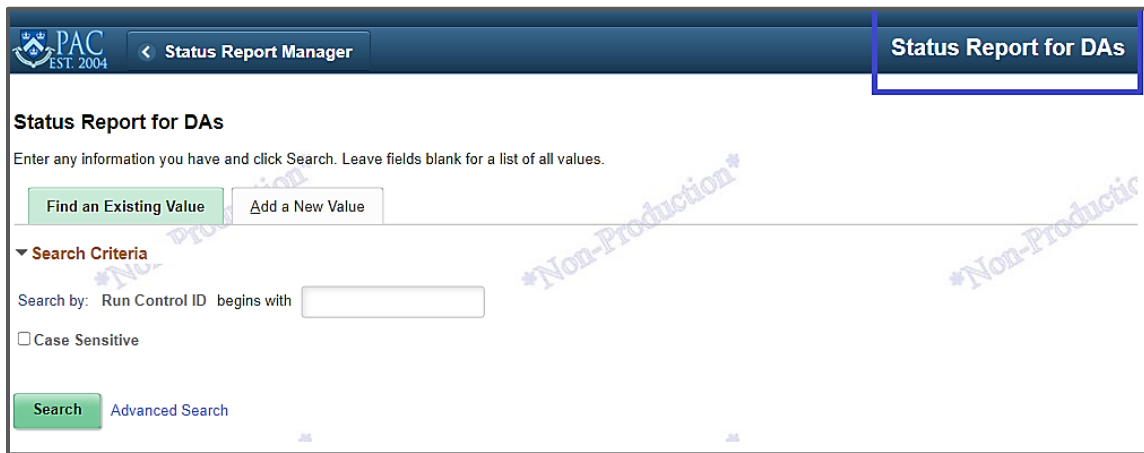 PAC
EST. 2004
Status Report Manager
Status Report for DAs
Status Report for DAs
Enter any information you have and click Search. Leave fields blank for a list of all values.
Find an Existing Value
Add a New Value
Search Criteria
Search by: Run Control ID begins with
Case Sensitive
Search
Advanced Search
*Non-Production*
*Non-Production*
*Non-Productio